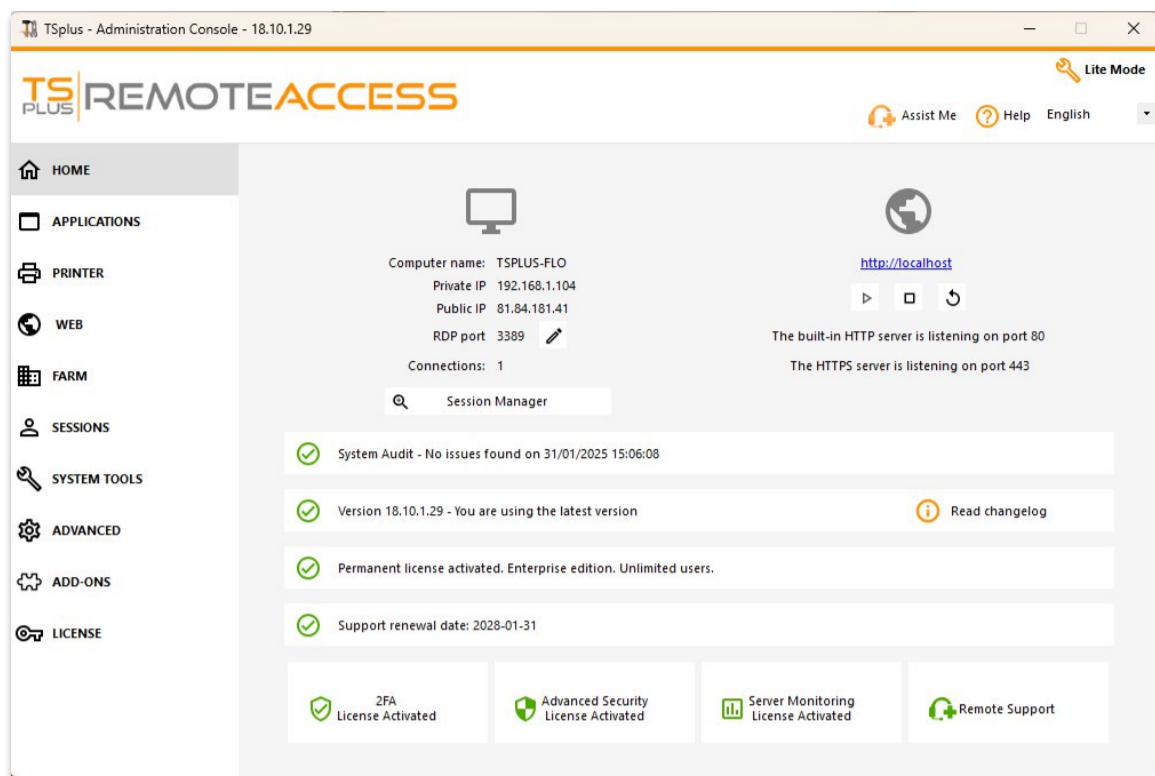 TSplus - Administration Console - 18.10.1.29
Lite Mode
TS PLUS REMOTEACCESS
Assist Me
Help
English
HOME
APPLICATIONS
PRINTER
WEB
FARM
SESSIONS
SYSTEM TOOLS
ADVANCED
ADD-ONS
LICENSE
Computer name: TSPLUS-FLO
Private IP 192.168.1.104
Public IP 81.84.181.41
RDP port 3389
Connections: 1
Session Manager
http://localhost
The built-in HTTP server is listening on port 80
The HTTPS server is listening on port 443
System Audit - No issues found on 31/01/2025 15:06:08
Version 18.10.1.29 - You are using the latest version
Read changelog
Permanent license activated. Enterprise edition. Unlimited users.
Support renewal date: 2028-01-31
2FA
License Activated
Advanced Security
License Activated
Server Monitoring
License Activated
Remote Support